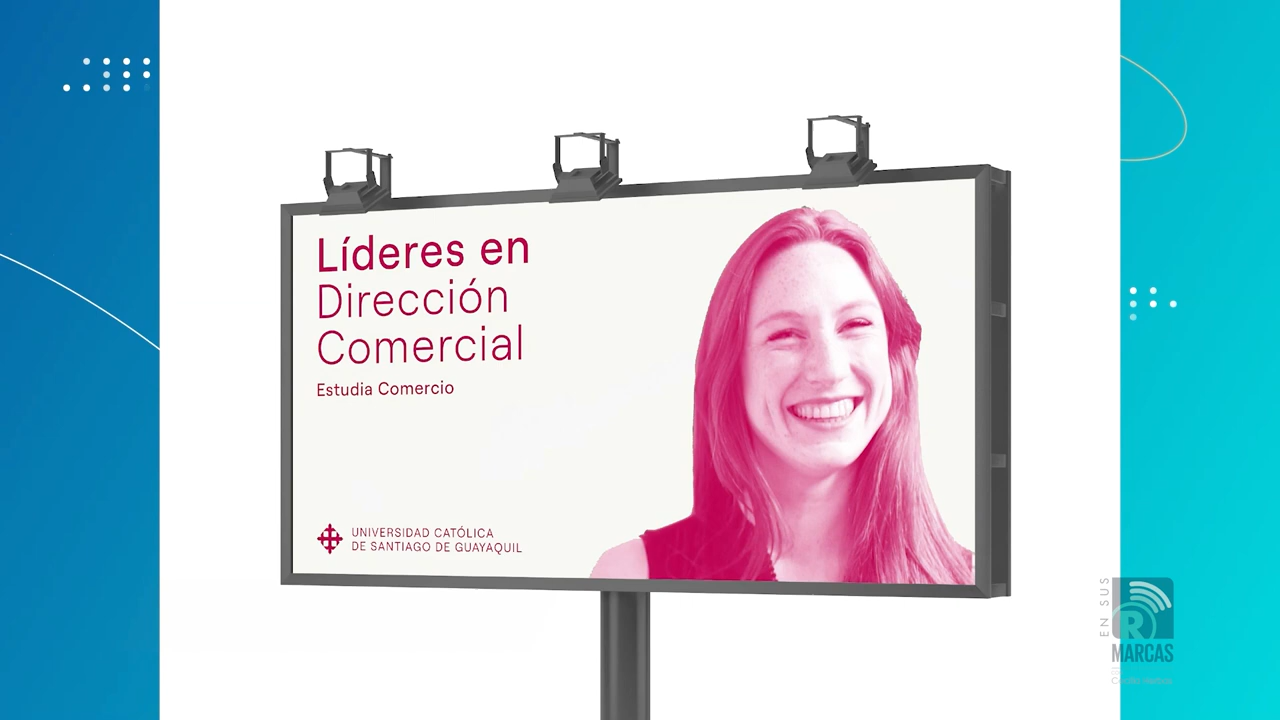 Líderes en
Dirección
Comercial
Estudia Comercio
UNIVERSIDAD CATÓLICA
DE SANTIAGO DE GUAYAQUIL
EN SUS
R
MARCAS